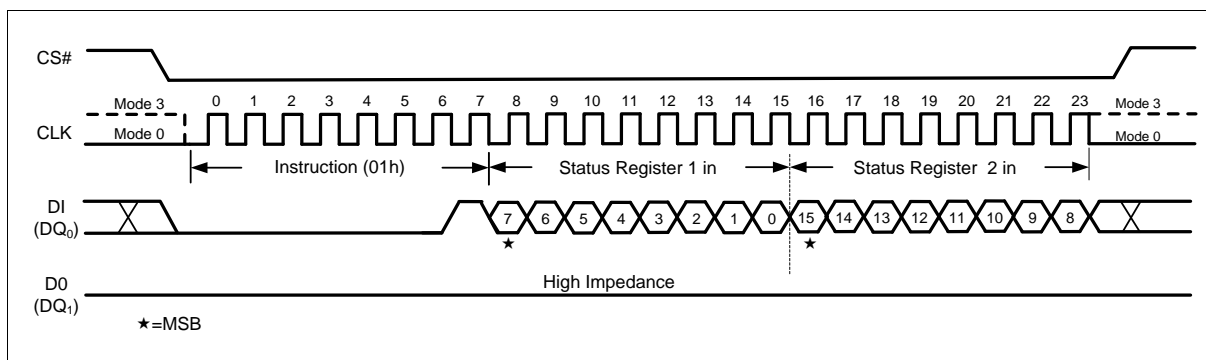 CS#
0 1 2 3 4 5 6 7 8 9 10 11 12 13 14 15 16 17 18 19 20 21 22 23
Mode 3 Mode 3
CLK Mode 0 Mode 0
Instruction (01h) Status Register 1 in Status Register 2 in
DI
(DQ0) 7 6 5 4 3 2 1 0 15 14 13 12 11 10 9 8
★ ★
High Impedance
D0
(DQ1)
★=MSB